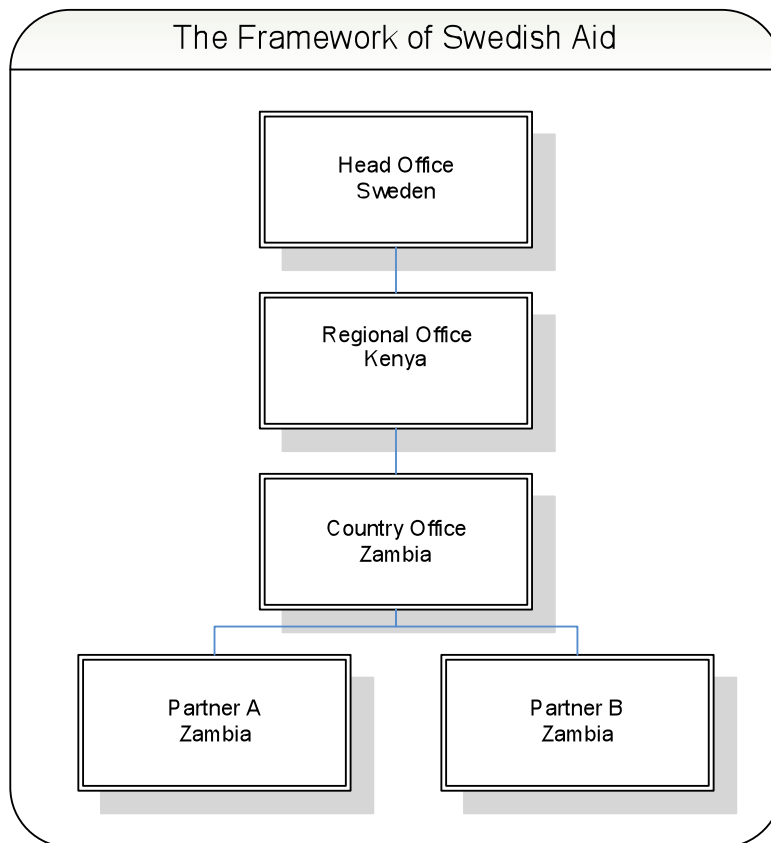 The Framework of Swedish Aid
Head Office
Sweden
Regional Office
Kenya
Country Office
Zambia
Partner A
Zambia
Partner B
Zambia